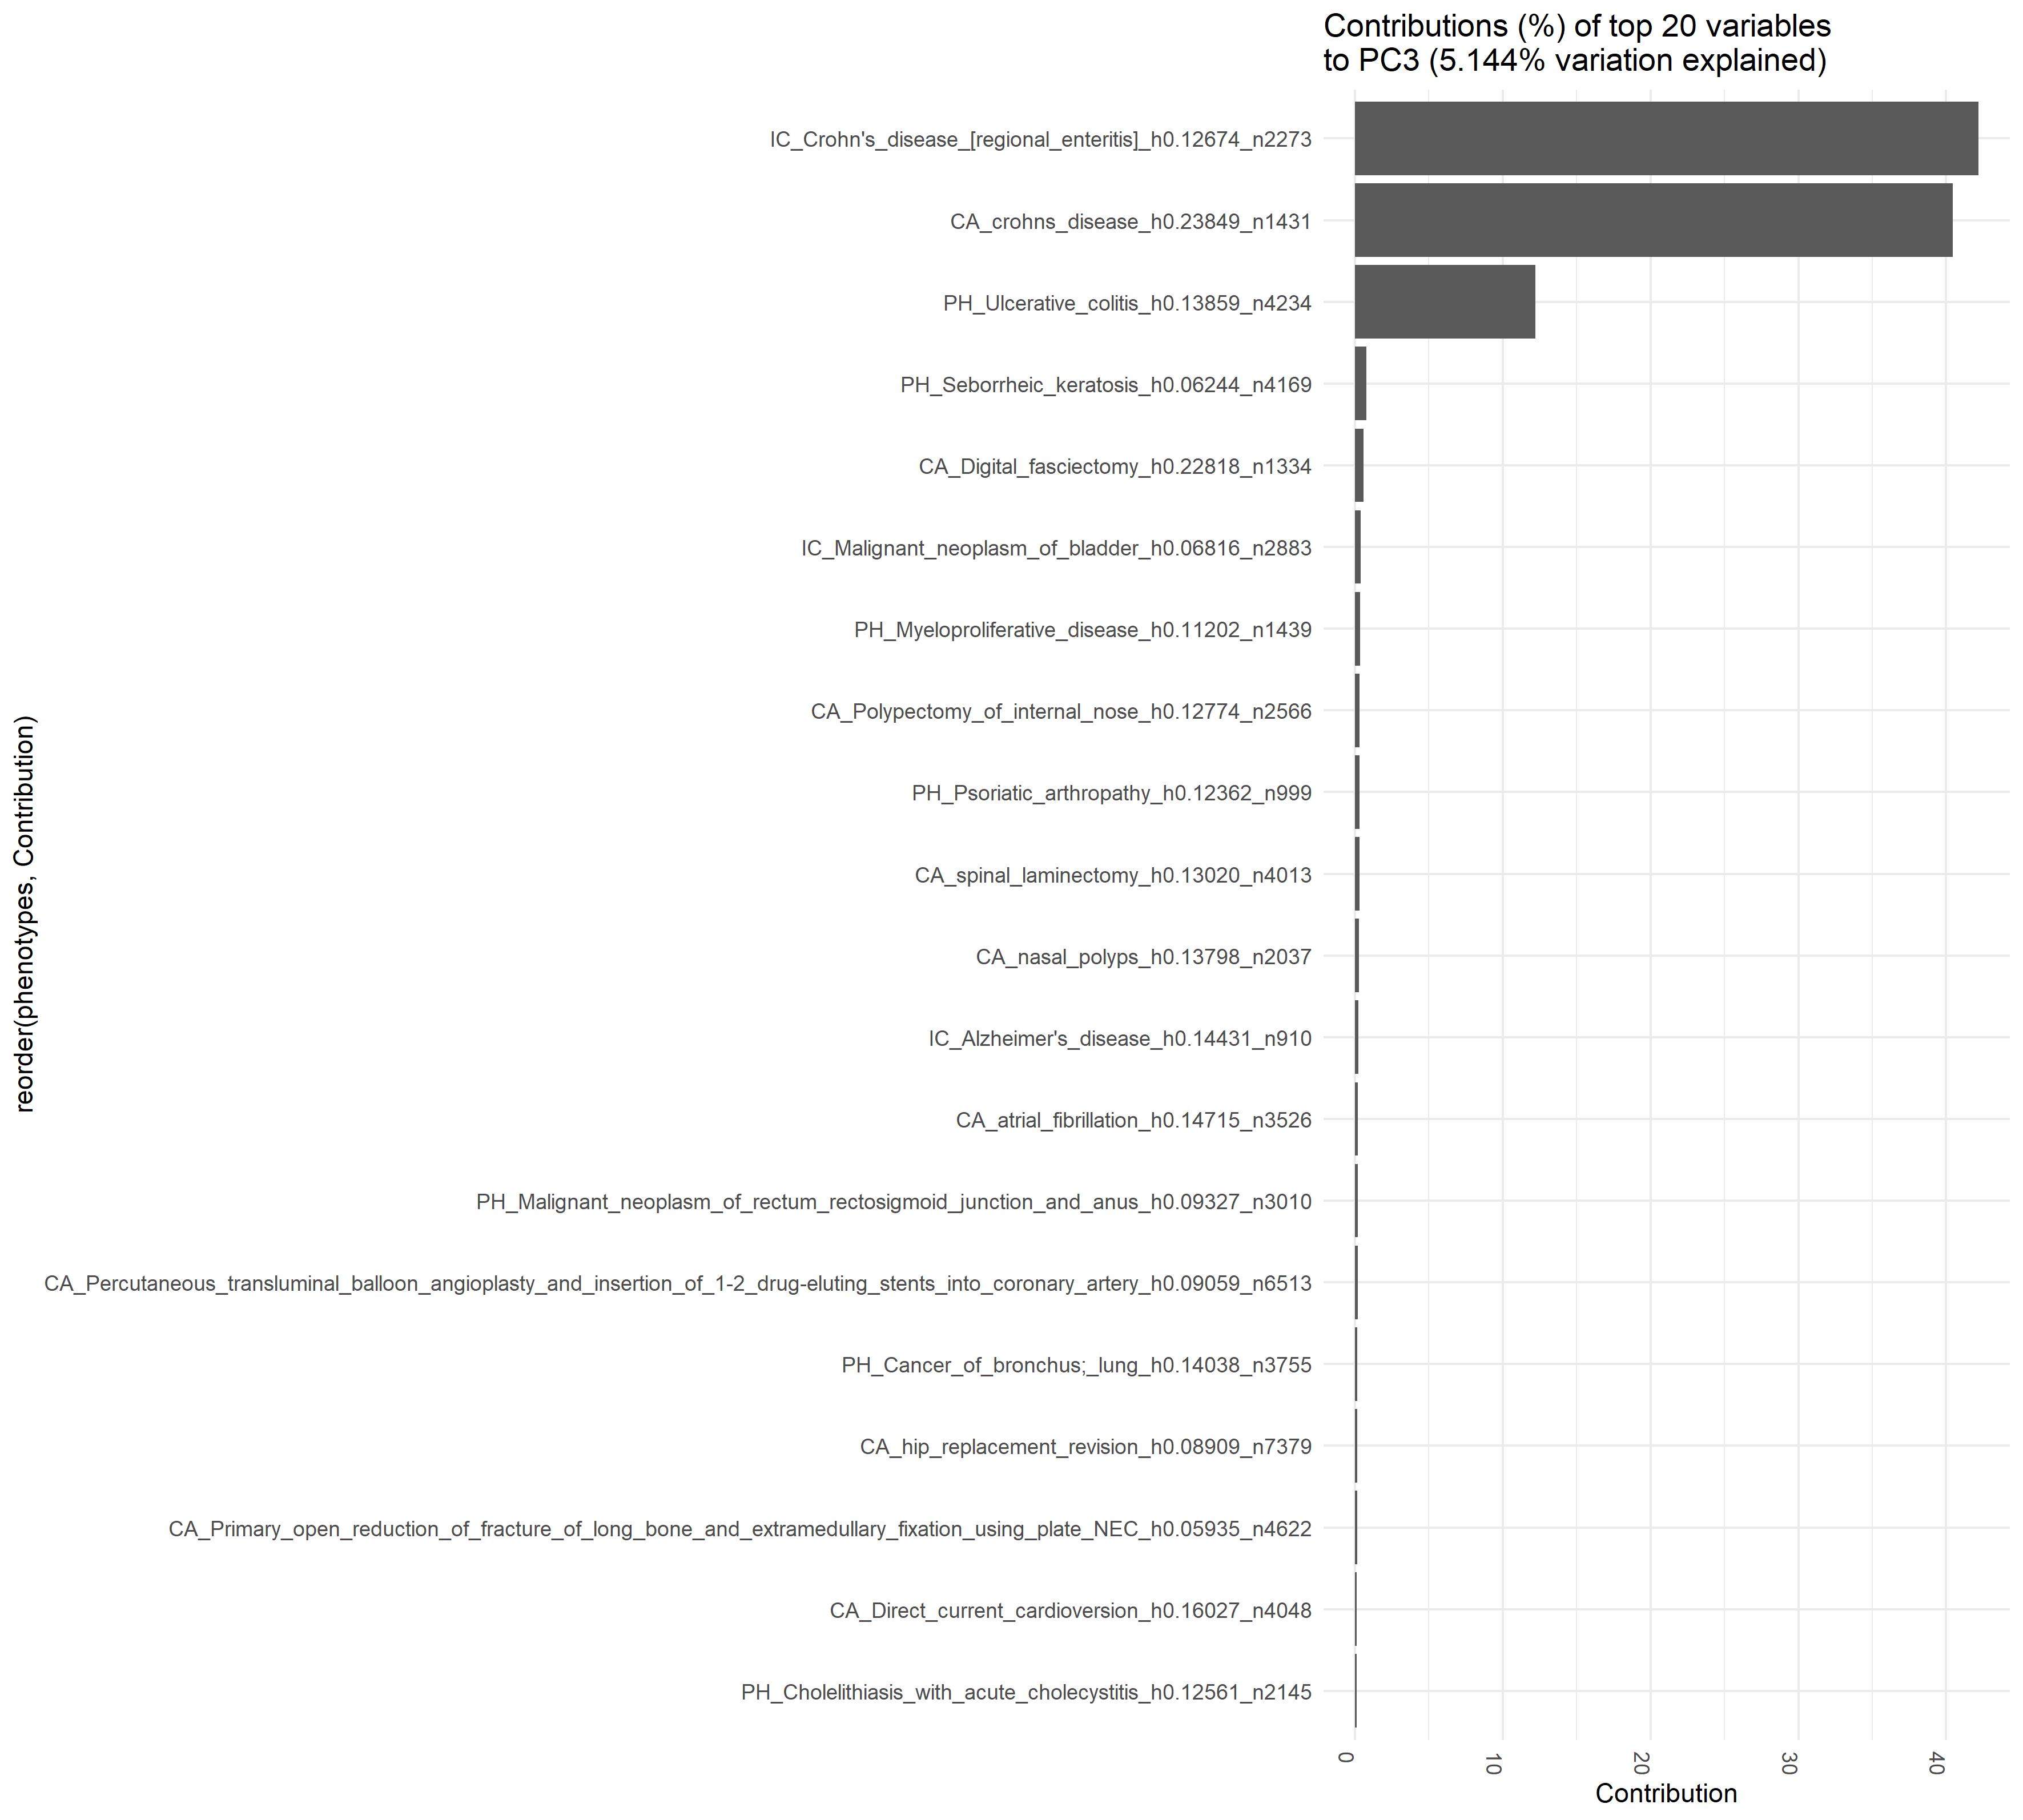 Contributions (%) of top 20 variables
to PC3 (5.144% variation explained)
IC_Crohn's_disease_[regional_enteritis]_h0.12674_n2273
CA_crohns_disease_h0.23849_n1431
PH_Ulcerative_colitis_h0.13859_n4234
PH_Seborrheic_keratosis_h0.06244_n4169
CA_Digital_fasciectomy_h0.22818_n1334
IC_Malignant_neoplasm_of_bladder_h0.06816_n2883
PH_Myeloproliferative_disease_h0.11202_n1439
CA_Polypectomy_of_internal_nose_h0.12774_n2566
PH_Psoriatic_arthropathy_h0.12362_n999
CA_spinal_laminectomy_h0.13020_n4013
CA_nasal_polyps_h0.13798_n2037
IC_Alzheimer's_disease_h0.14431_n910
CA_atrial_fibrillation_h0.14715_n3526
PH_Malignant_neoplasm_of_rectum_rectosigmoid_junction_and_anus_h0.09327_n3010
CA_Percutaneous_transluminal_balloon_angioplasty_and_insertion_of_1-2_drug-eluting_stents_into_coronary_artery_h0.09059_n6513
PH_Cancer_of_bronchus;_lung_h0.14038_n3755
CA_hip_replacement_revision_h0.08909_n7379
CA_Primary_open_reduction_of_fracture_of_long_bone_and_extramedullary_fixation_using_plate_NEC_h0.05935_n4622
CA_Direct_current_cardioversion_h0.16027_n4048
PH_Cholelithiasis_with_acute_cholecystitis_h0.12561_n2145
reorder(phenotypes, Contribution)
0 10 20 30 40
Contribution